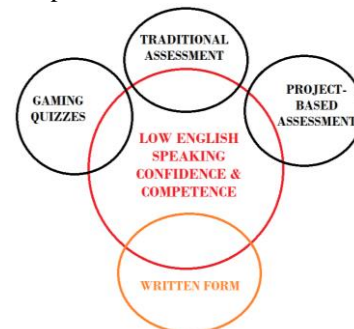 TRADITIONAL
ASSESSMENT
GAMING
QUIZZES
PROJECT-
BASED
ASSESSMENT
LOW ENGLISH
SPEAKING
CONFIDENCE &
COMPETENCE
WRITTEN FORM